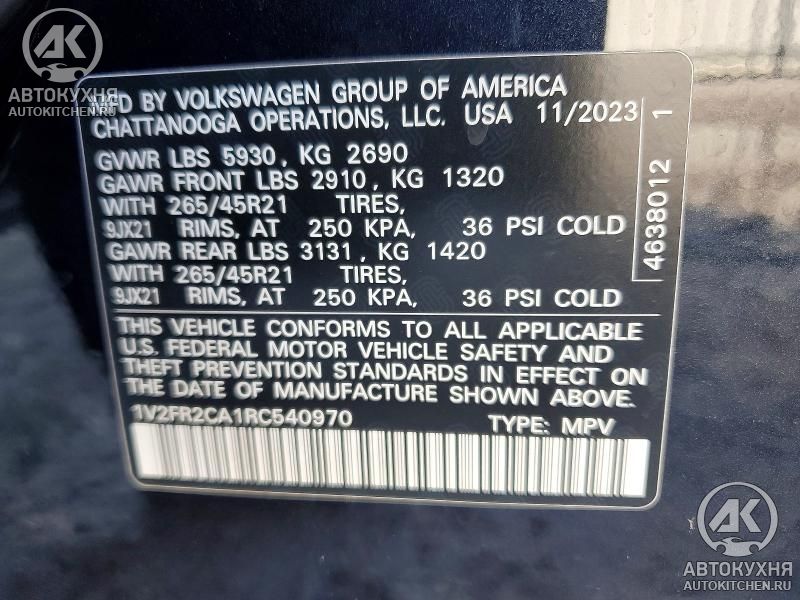 AK
АВТОКУХНЯ
AUTOKITCHEN.RU
MFD BY VOLKSWAGEN GROUP OF AMERICA
CHATTANOOGA OPERATIONS, LLC. USA 11/2023
GVWR LBS 5930, KG 2690
GAWR FRONT LBS 2910, KG 1320
WITH 265/45R21 TIRES,
9JX21 RIMS, AT 250 KPA, 36 PSI COLD
GAWR REAR LBS 3131, KG 1420
WITH 265/45R21 TIRES,
9JX21 RIMS, AT 250 KPA, 36 PSI COLD
THIS VEHICLE CONFORMS TO ALL APPLICABLE
U.S. FEDERAL MOTOR VEHICLE SAFETY AND
THEFT PREVENTION STANDARDS IN EFFECT ON
THE DATE OF MANUFACTURE SHOWN ABOVE.
1V2FR2CA1RC540970 TYPE: MPV
4638012 1
AK
АВТОКУХНЯ
AUTOKITCHEN.RU